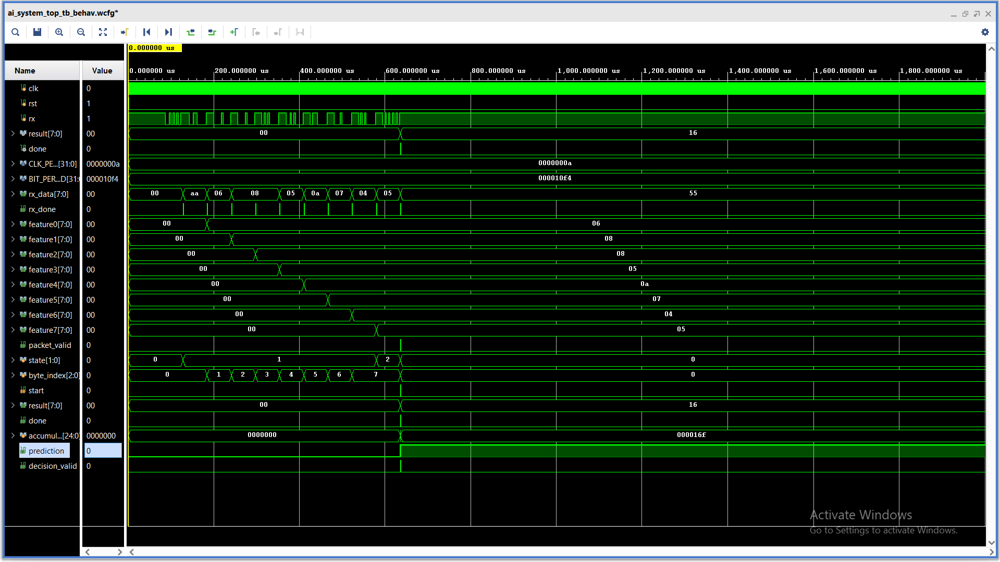 ai_system_top_tb_behav.wcfg*
0.000000 us
Name Value
0.000000 us 200.000000 us 400.000000 us 600.000000 us 800.000000 us 1,000.000000 us 1,200.000000 us 1,400.000000 us 1,600.000000 us 1,800.000000 us
clk 0
rst 1
rx 1
result[7:0] 00 00 16
done 0
CLK_PE...[31:0] 0000000a 0000000a
BIT_PER...D[31:0 000010f4 000010f4
rx_data[7:0] 00 00 aa 06 08 05 0a 07 04 05 55
rx_done 0
feature0[7:0] 00 00 06
feature1[7:0] 00 00 08
feature2[7:0] 00 00 08
feature3[7:0] 00 00 05
feature4[7:0] 00 00 0a
feature5[7:0] 00 00 07
feature6[7:0] 00 00 04
feature7[7:0] 00 00 05
packet_valid 0
state[1:0] 0 0 1 2 0
byte_index[2:0] 0 0 1 2 3 4 5 6 7 0
start 0
result[7:0] 00 00 16
done 0
accumul...[24:0] 0000000 0000000 000016f
prediction 0
decision_valid 0
Activate Windows
Go to Settings to activate Windows.